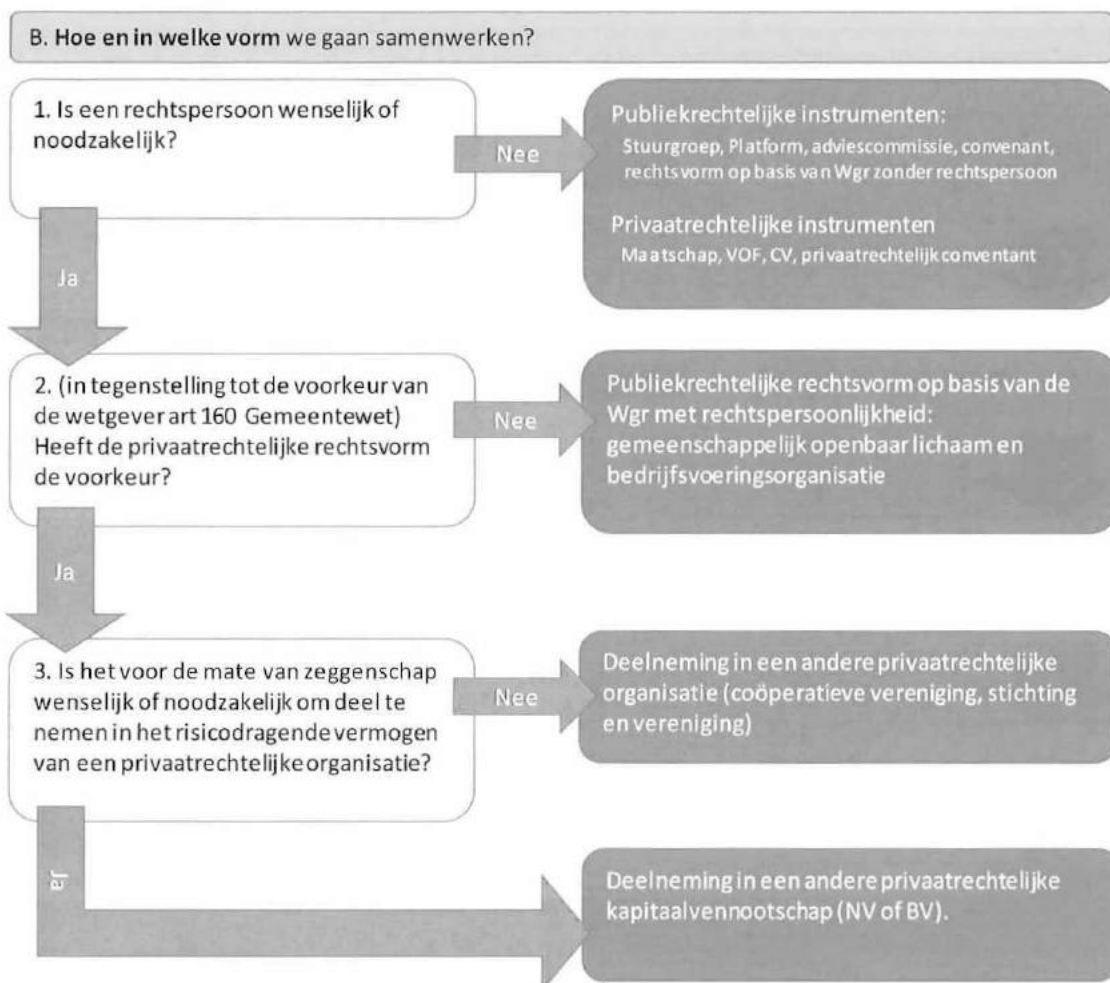 B. Hoe en in welke vorm we gaan samenwerken?
1. Is een rechtspersoon wenselijk of
noodzakelijk?
Nee
Publiekrechtelijke instrumenten:
Stuurgroep, Platform, adviescommissie, convenant,
rechtsvorm op basis van Wgr zonder rechtspersoon
Privaatrechtelijke instrumenten
Maatschap, VOF, CV, privaatrechtelijk conventant
Ja
2. (in tegenstelling tot de voorkeur van
de wetgever art 160 Gemeentewet)
Heeft de privaatrechtelijke rechtsvorm
de voorkeur?
Nee
Publiekrechtelijke rechtsvorm op basis van de
Wgr met rechtspersoonlijkheid:
gemeenschappelijk openbaar lichaam en
bedrijfsvoeringsorganisatie
Ja
3. Is het voor de mate van zeggenschap
wenselijk of noodzakelijk om deel te
nemen in het risicodragende vermogen
van een privaatrechtelijke organisatie?
Nee
Deelneming in een andere privaatrechtelijke
organisatie (coöperatieve vereniging, stichting
en vereniging)
Ja
Deelneming in een andere privaatrechtelijke
kapitaalvennootschap (NV of BV).